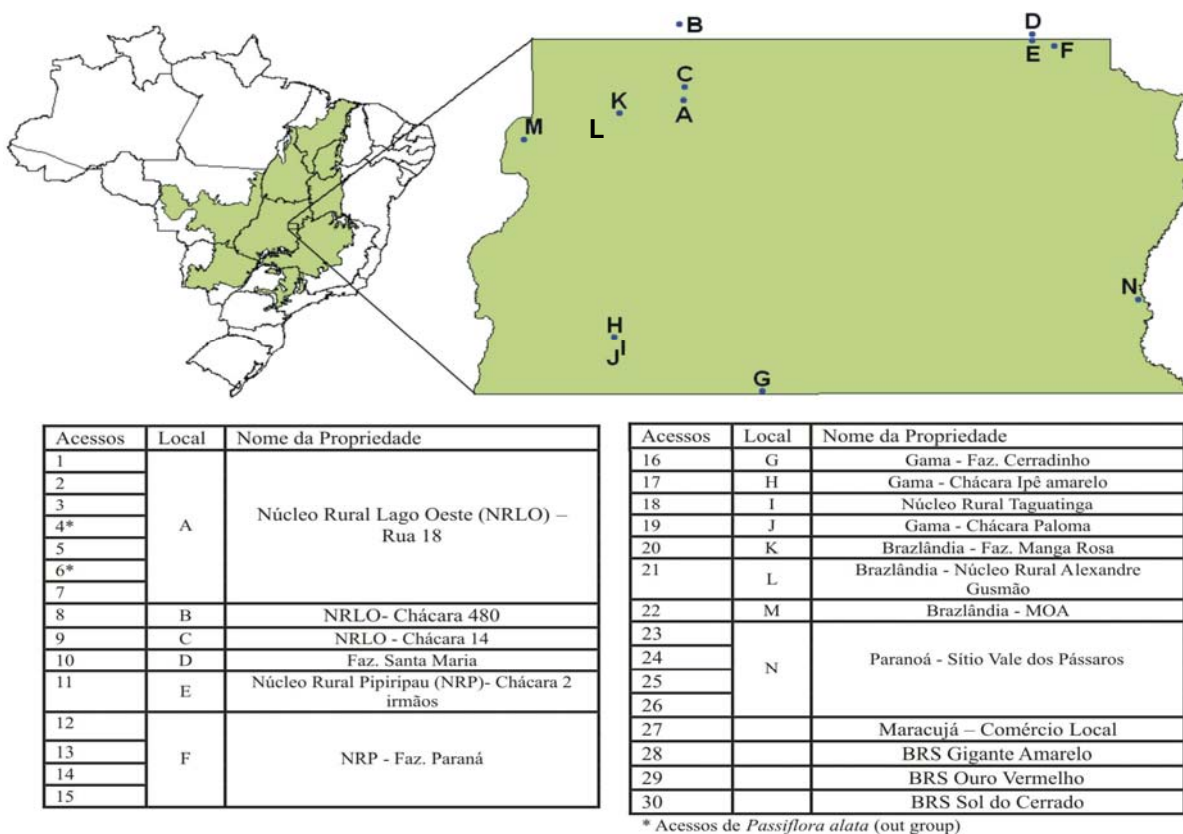 B
D
E
F
C
A
K
L
M
N
H
I
J
G
Acessos Local Nome da Propriedade
1
2
3
4*
5
6*
7
A
Núcleo Rural Lago Oeste (NRLO) –
Rua 18
8 B NRLO- Chácara 480
9 C NRLO - Chácara 14
10 D Faz. Santa Maria
11 E Núcleo Rural Pipiripau (NRP)- Chácara 2
irmãos
12
13
14
15
F
NRP - Faz. Paraná
Acessos Local Nome da Propriedade
16 G Gama - Faz. Cerradinho
17 H Gama - Chácara Ipê amarelo
18 I Núcleo Rural Taguatinga
19 J Gama - Chácara Paloma
20 K Brazlândia - Faz. Manga Rosa
21 L Brazlândia - Núcleo Rural Alexandre
Gusmão
22 M Brazlândia - MOA
23
24
25
26
N
Paranoá - Sítio Vale dos Pássaros
27 Maracujá – Comércio Local
28 BRS Gigante Amarelo
29 BRS Ouro Vermelho
30 BRS Sol do Cerrado
* Acessos de Passiflora alata (out group)